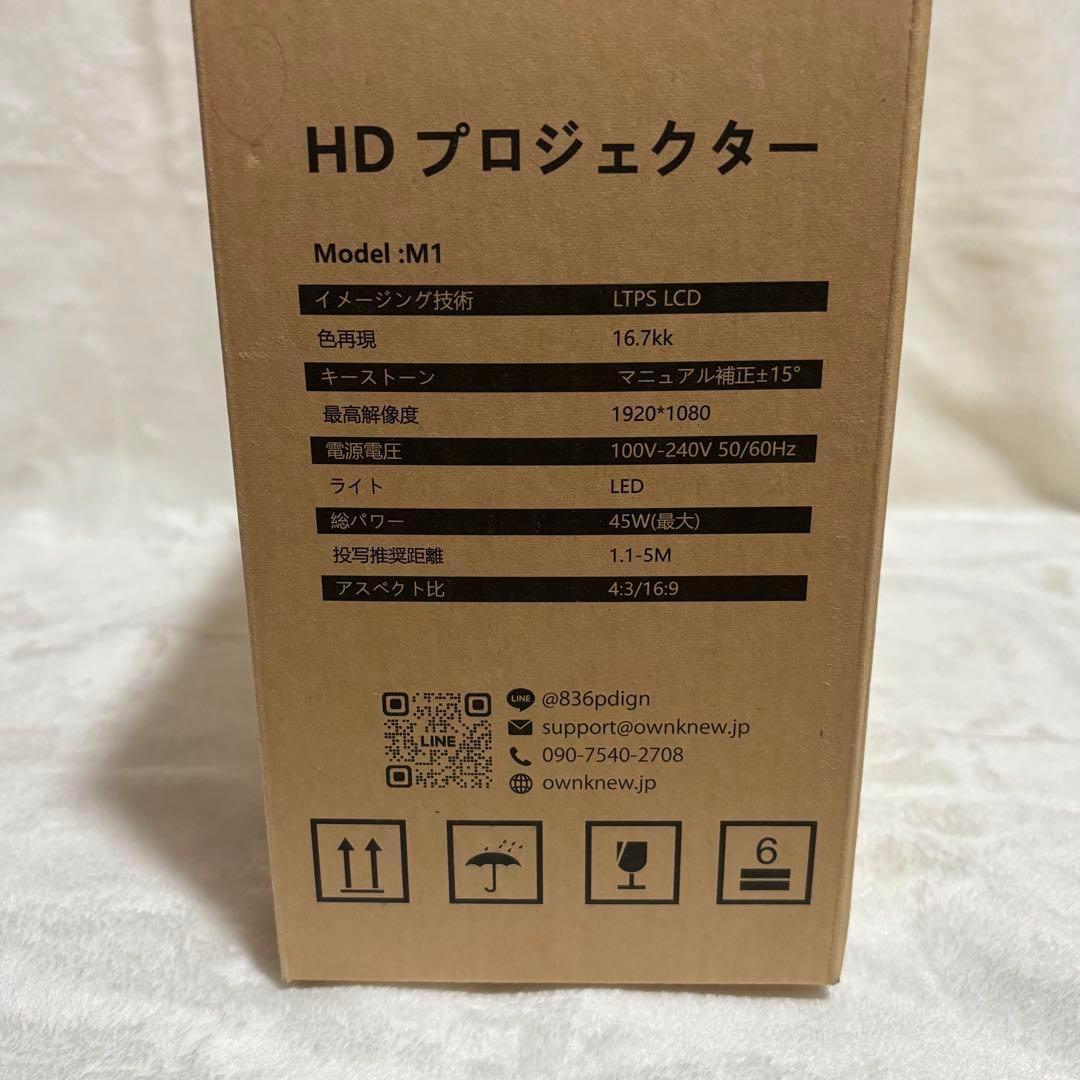 HD プロジェクター
Model :M1
イメージング技術 LTPS LCD
色再現 16.7kk
キーストーン マニュアル補正±15°
最高解像度 1920*1080
電源電圧 100V-240V 50/60Hz
ライト LED
総パワー 45W(最大)
投写推奨距離 1.1-5M
アスペクト比 4:3/16:9
LINE
LINE @836pdign
support@ownknew.jp
090-7540-2708
ownknew.jp
6